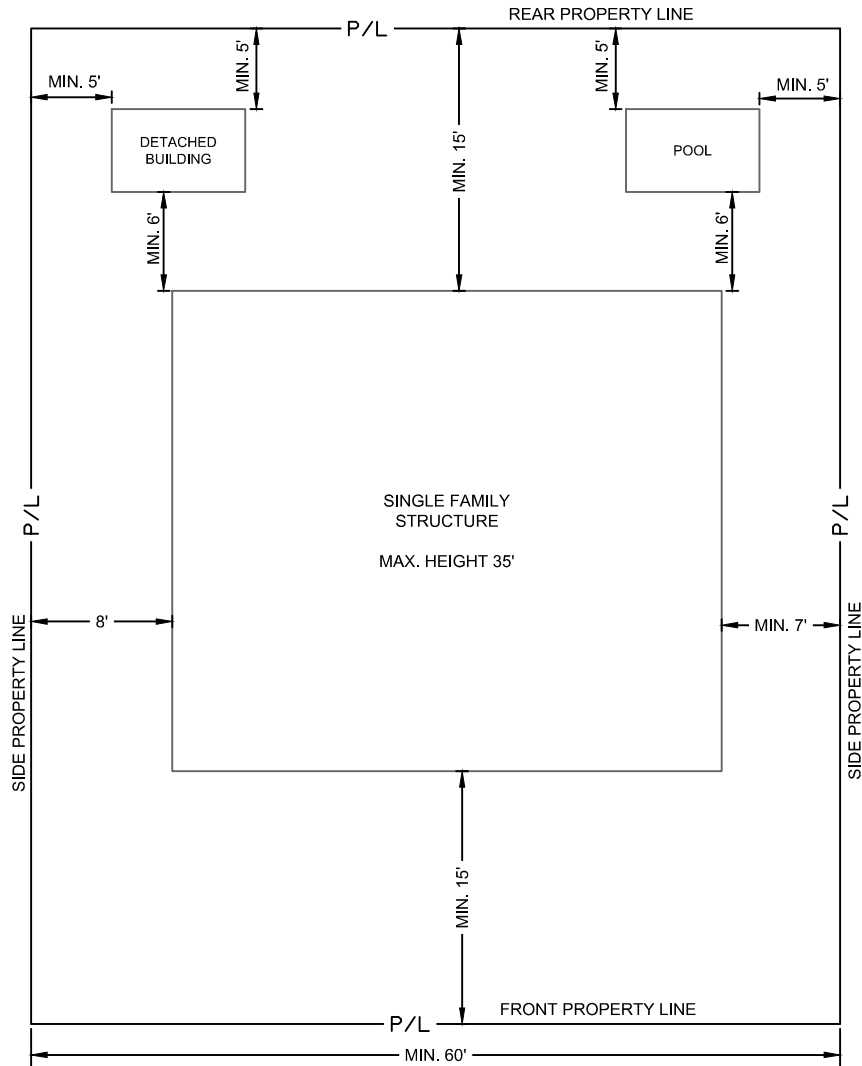 REAR PROPERTY LINE
P/L
MIN. 5'
MIN. 5'
MIN. 15'
MIN. 5'
MIN. 5'
DETACHED
BUILDING
POOL
MIN. 6'
MIN. 6'
SINGLE FAMILY
STRUCTURE
MAX. HEIGHT 35'
P/L
P/L
8'
MIN. 7'
SIDE PROPERTY LINE
SIDE PROPERTY LINE
MIN. 15'
FRONT PROPERTY LINE
P/L
MIN. 60'